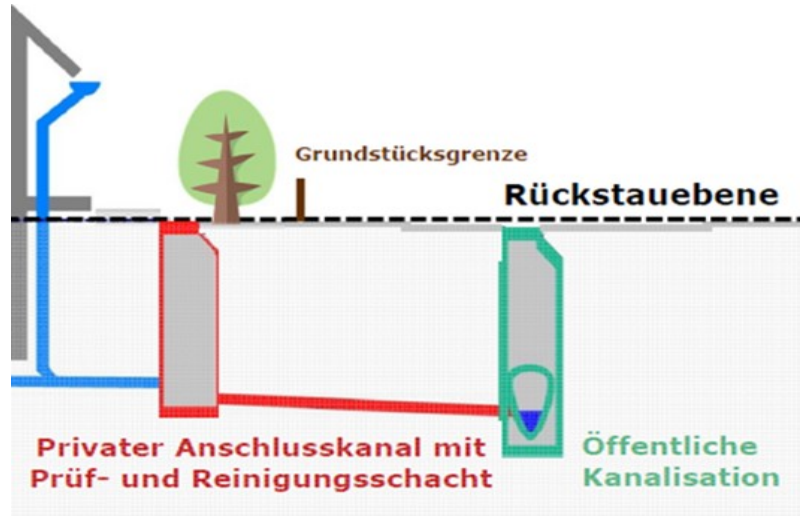 Grundstücksgrenze
Rückstauebene
Privater Anschlusskanal mit
Prüf- und Reinigungsschacht
Öffentliche
Kanalisation